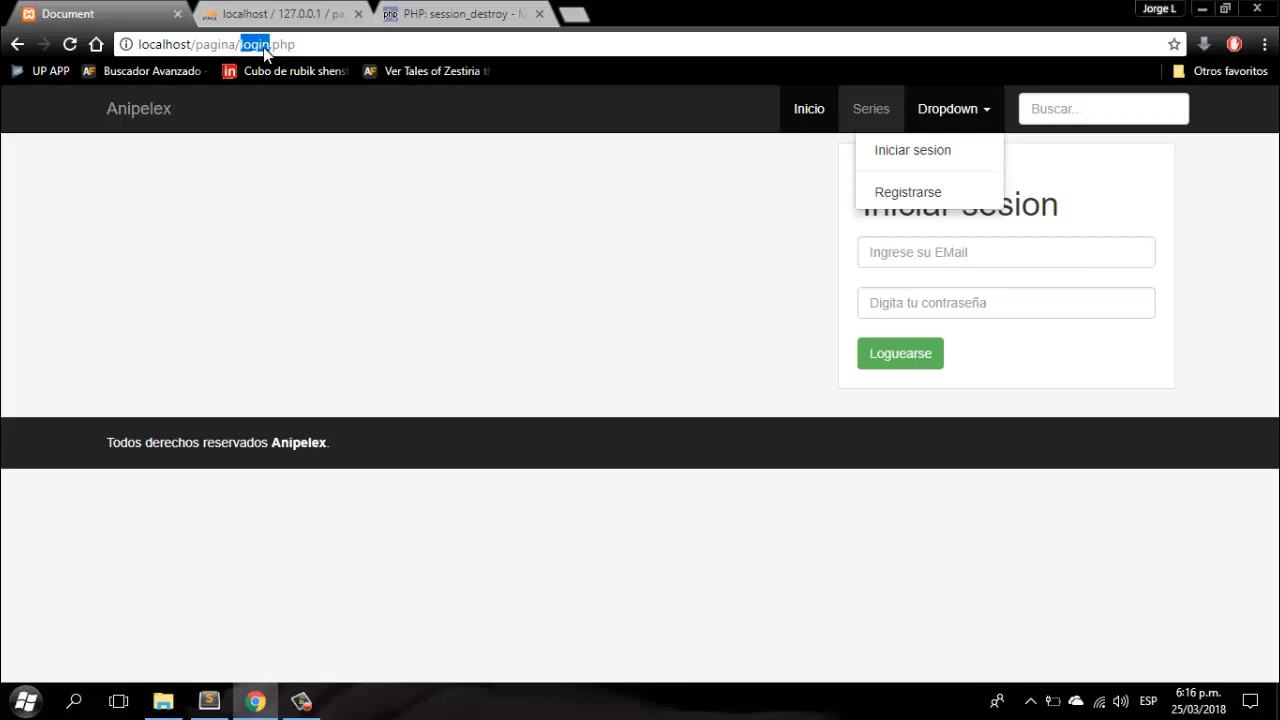 Document
localhost / 127.0.0.1 / pa
PHP: session_destroy - M
Jorge L
localhost/pagina/login.php
UP APP
Buscador Avanzado -
Cubo de rubik shens
Ver Tales of Zestiria t
Otros favoritos
Anipelex
Inicio
Series
Dropdown
Buscar...
Iniciar sesion
Registrarse
Iniciar sesion
Ingrese su EMail
Digita tu contraseña
Loguearse
Todos derechos reservados Anipelex.
ESP
6:16 p.m.
25/03/2018